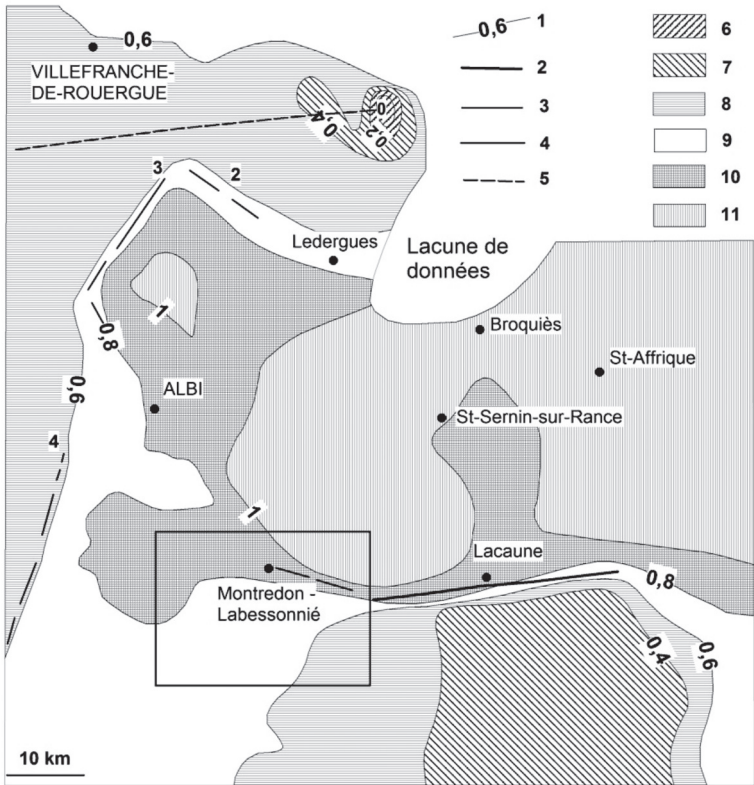 0,6
VILLEFRANCHE-
DE-ROUERGUE
0,6 1
2
3
4
5
6
7
8
9
10
11
0
0,2
0,4
3
2
Ledergues
Lacune de
données
1
0,8
Broquiès
St-Affrique
0,6
ALBI
St-Sernin-sur-Rance
4
1
Lacaune
Montredon -
Labessonnié
0,8
0,4
0,6
10 km